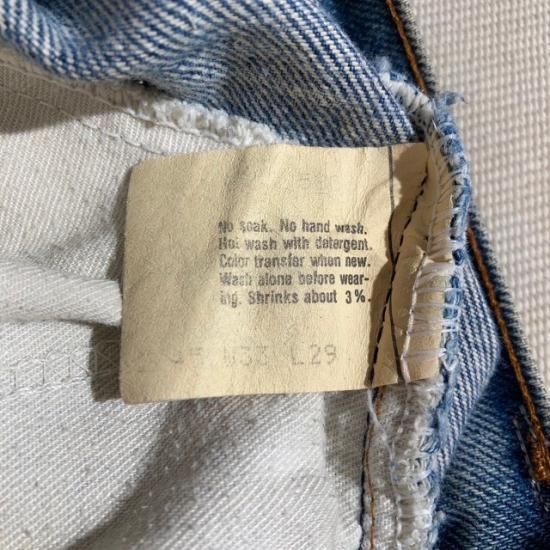 No soak. No hand wash.
Hot wash with detergent.
Color transfer when new.
Wash alone before wear-
ing. Shrinks about 3%.
W33 L29